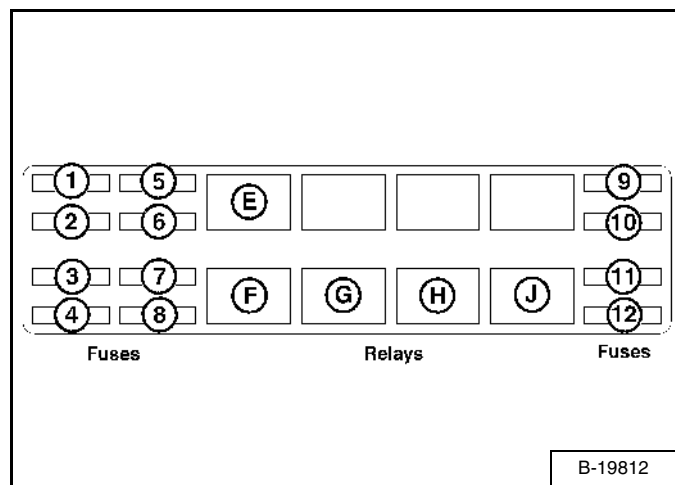 1 5 9
E
2 6 10
3 7 11
F G H J
4 8 12
Fuses Relays Fuses
B-19812